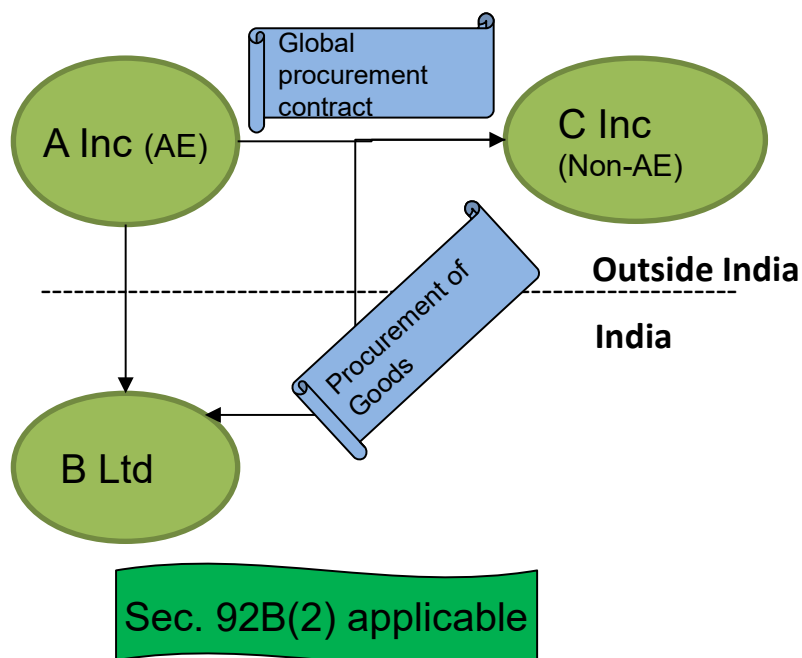 Global
procurement
contract
A Inc (AE)
C Inc
(Non-AE)
Outside India
Procurement of
Goods
India
B Ltd
Sec. 92B(2) applicable